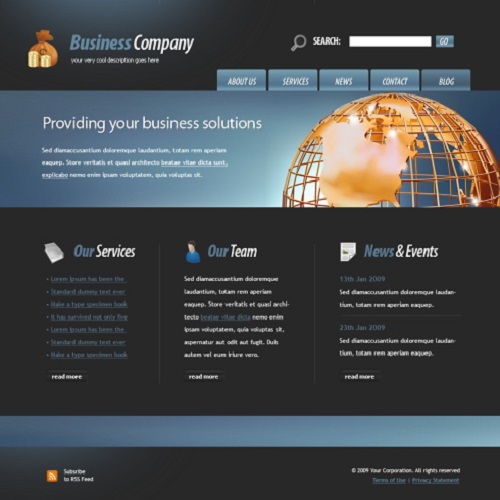 Business Company
your very cool description goes here
SEARCH:
GO
ABOUT US
SERVICES
NEWS
CONTACT
BLOG
Providing your business solutions
Sed diamaccusantium doloremque laudantium, totam rem aperiam eaquep.
Store veritatis et quasi architecto beatae vitae dicta sunt,
explicabo nemo enim ipsam voluptatem, quia voluptas sit.
Our Services
Lorem Ipsum has been the
Standard dummy text ever
Make a type specimen book
It has survived not only five
Lorem Ipsum has been the
Standard dummy text ever
Make a type specimen book
read more
Our Team
Sed diamaccusantium doloremque
laudantium, totam rem aperiam
eaquep. Store veritatis et quasi archi-
tecto beatae vitae dicta nemo enim
ipsam voluptatem, quia voluptas sit,
aspernatur aut odit aut fugit. Duis
autem vel eum iriure vero.
read more
News & Events
13th Jan 2009
Sed diamaccusantium doloremque laudan-
tium, totam rem aperiam eaquep.
23th Jan 2009
Sed diamaccusantium doloremque laudan-
tium, totam rem aperiam eaquep.
read more
Subsribe
to RSS Feed
© 2009 Your Corporation. All rights reserved
Terms of Use | Privacy Statement